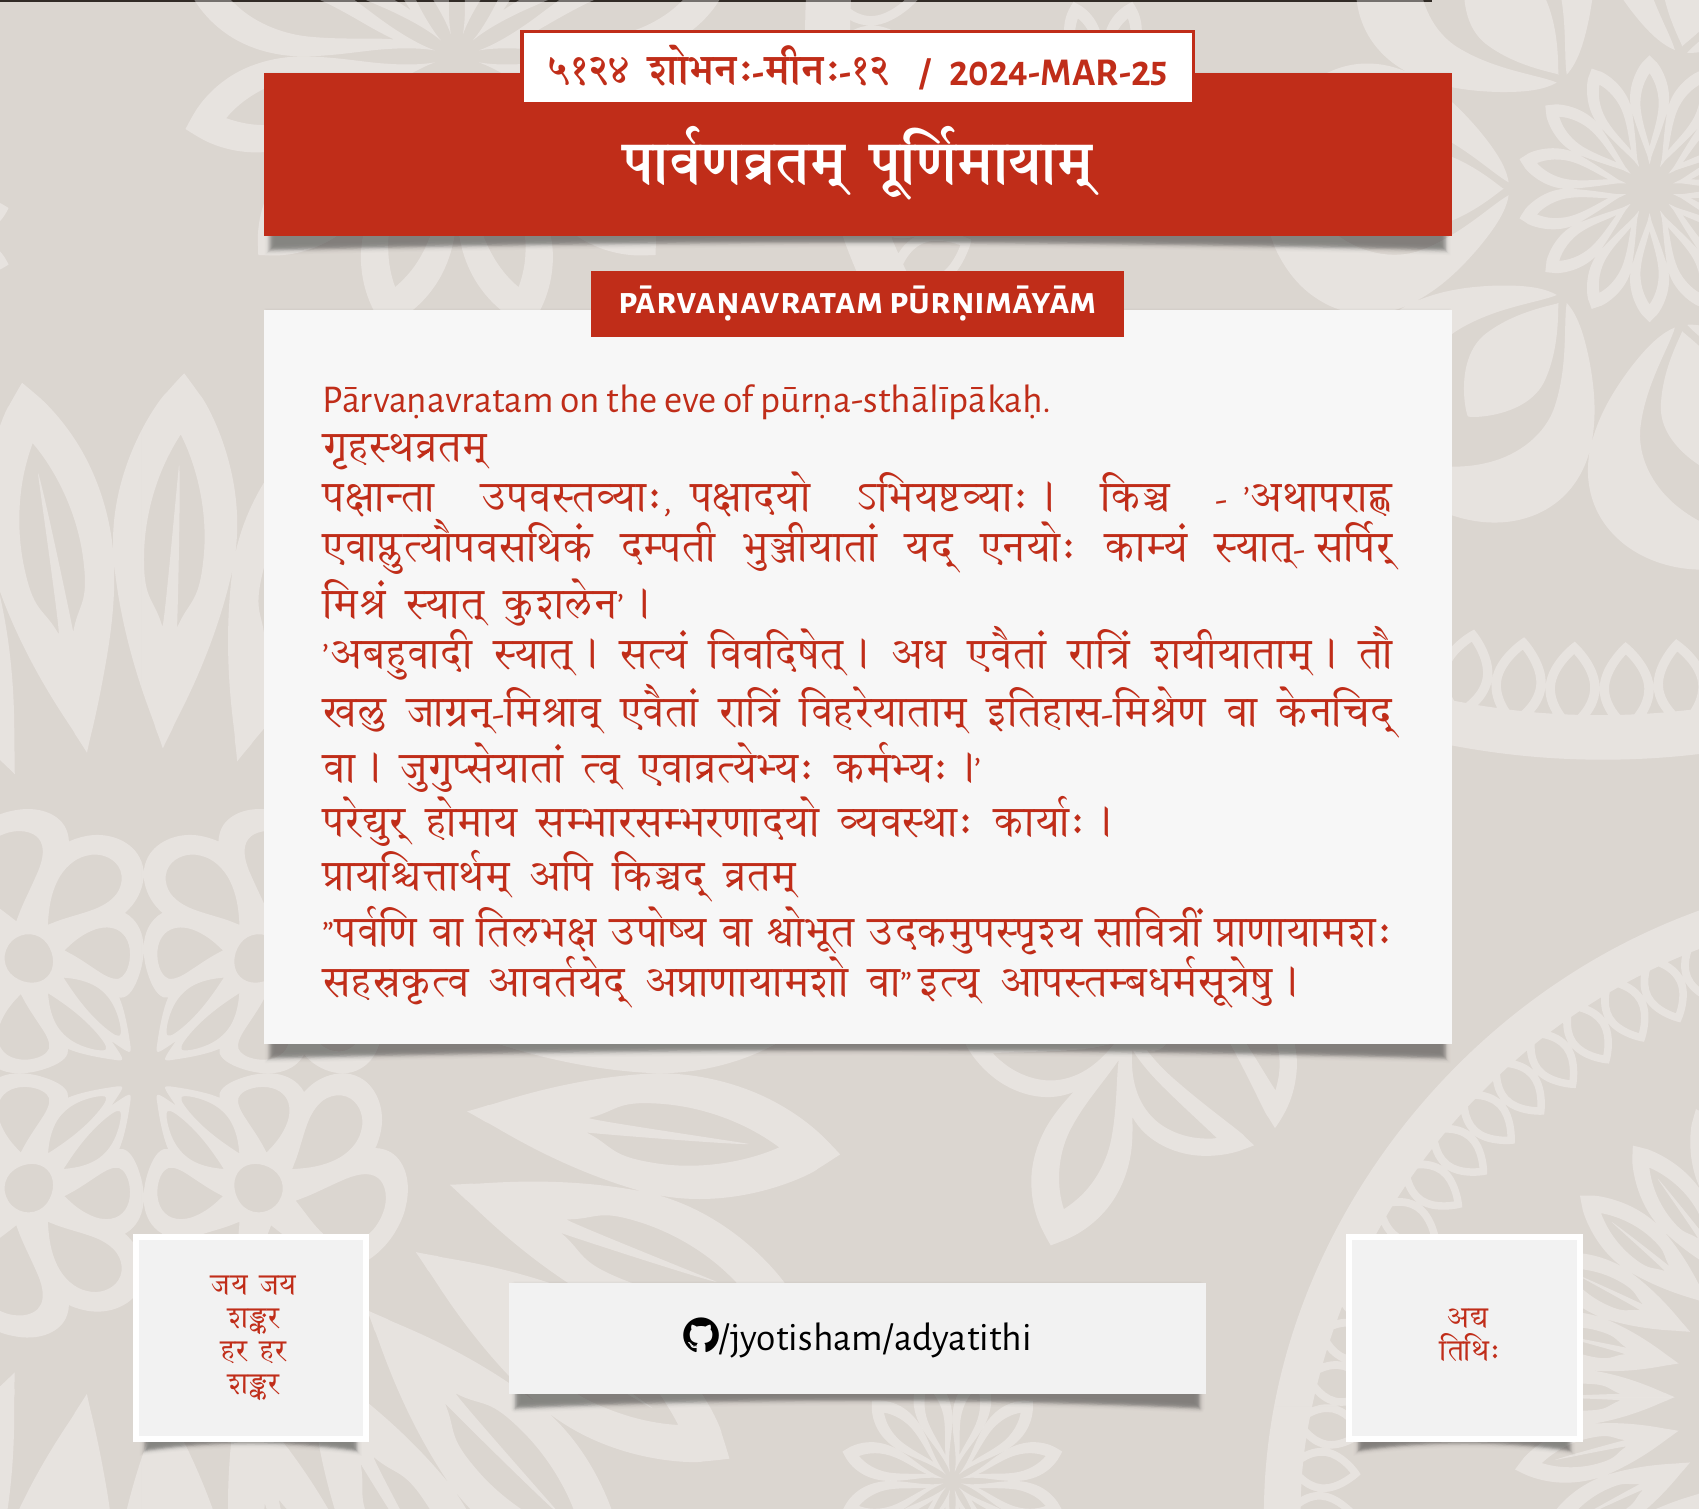 ५१२४ शोभनः-मीनः-१२ / 2024-MAR-25
पार्वणव्रतम् पूर्णिमायाम्
PĀRVAṆAVRATAM PŪRṆIMĀYĀM
Pārvaṇavratam on the eve of pūrṇa-sthālīpākaḥ.
गृहस्थव्रतम्
पक्षान्ता उपवस्तव्याः, पक्षादयो ऽभियष्टव्याः। किञ्च - ’अथापराह्ण
एवाप्लुत्यौपवसथिकं दम्पती भुञ्जीयातां यद् एनयोः काम्यं स्यात्- सर्पिर्
मिश्रं स्यात् कुशलेन’।
’अबहुवादी स्यात्। सत्यं विवदिषेत्। अध एवैतां रात्रिं शयीयाताम्। तौ
खलु जाग्रन्-मिश्राव् एवैतां रात्रिं विहरेयाताम् इतिहास-मिश्रेण वा केनचिद्
वा। जुगुप्सेयातां त्व् एवाव्रत्येभ्यः कर्मभ्यः।’
परेद्युर् होमाय सम्भारसम्भरणादयो व्यवस्थाः कार्याः।
प्रायश्चित्तार्थम् अपि किञ्चद् व्रतम्
”पर्वणि वा तिलभक्ष उपोष्य वा श्वोभूत उदकमुपस्पृश्य सावित्रीं प्राणायामशः
सहस्रकृत्व आवर्तयेद् अप्राणायामशो वा” इत्य् आपस्तम्बधर्मसूत्रेषु।
जय जय
शङ्कर
हर हर
शङ्कर
/jyotisham/adyatithi
अद्य
तिथिः